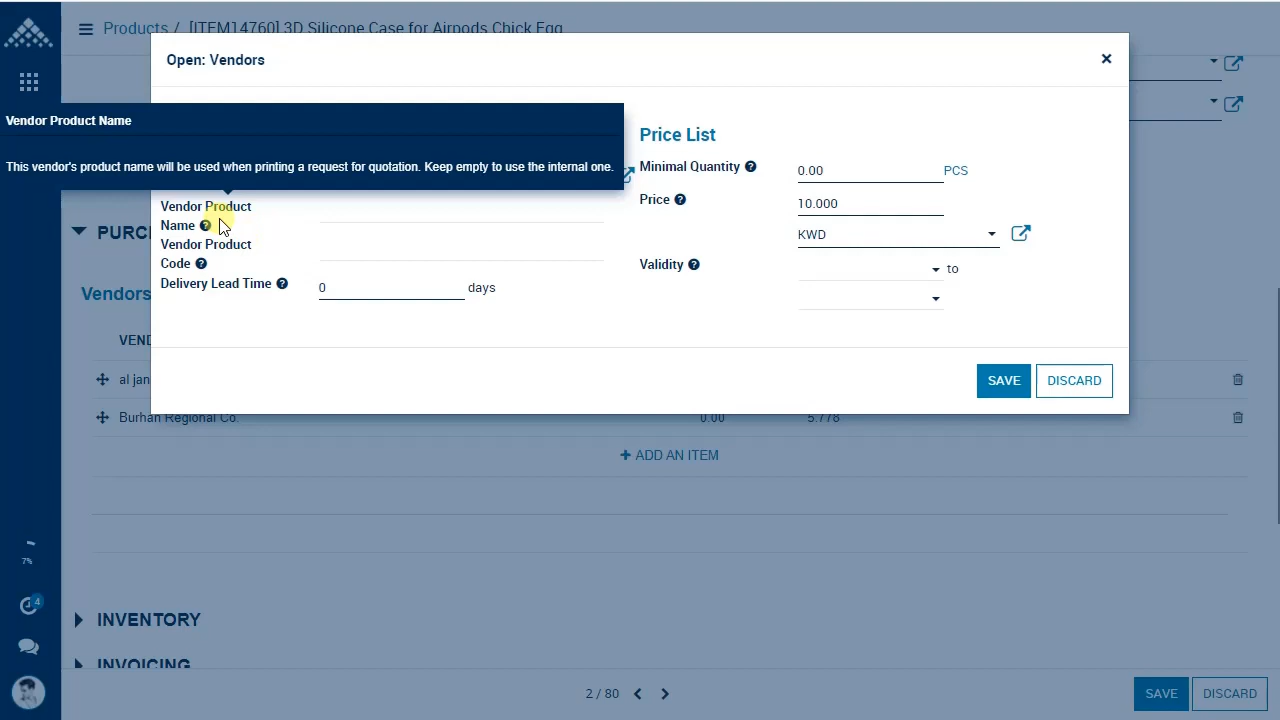 Products / [ITEM14760] 3D Silicone Case for Airpods Chick Egg
Open: Vendors
×
Vendor Product Name
This vendor's product name will be used when printing a request for quotation. Keep empty to use the internal one.
Vendor Product
Name
Vendor Product
Code
Delivery Lead Time
0
days
Price List
Minimal Quantity
0.00
PCS
Price
10.000
KWD
Validity
to
SAVE
DISCARD
Vendors
al jan
Burhan Regional Co.
0.00
5.778
+ ADD AN ITEM
INVENTORY
INVOICING
7%
4
2 / 80
SAVE
DISCARD